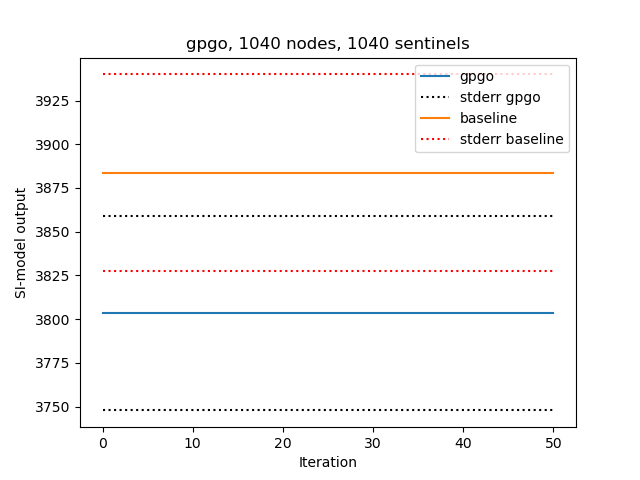 gpgo, 1040 nodes, 1040 sentinels
gpgo
stderr gpgo
baseline
stderr baseline
SI-model output
3925
3900
3875
3850
3825
3800
3775
3750
0 10 20 30 40 50
Iteration